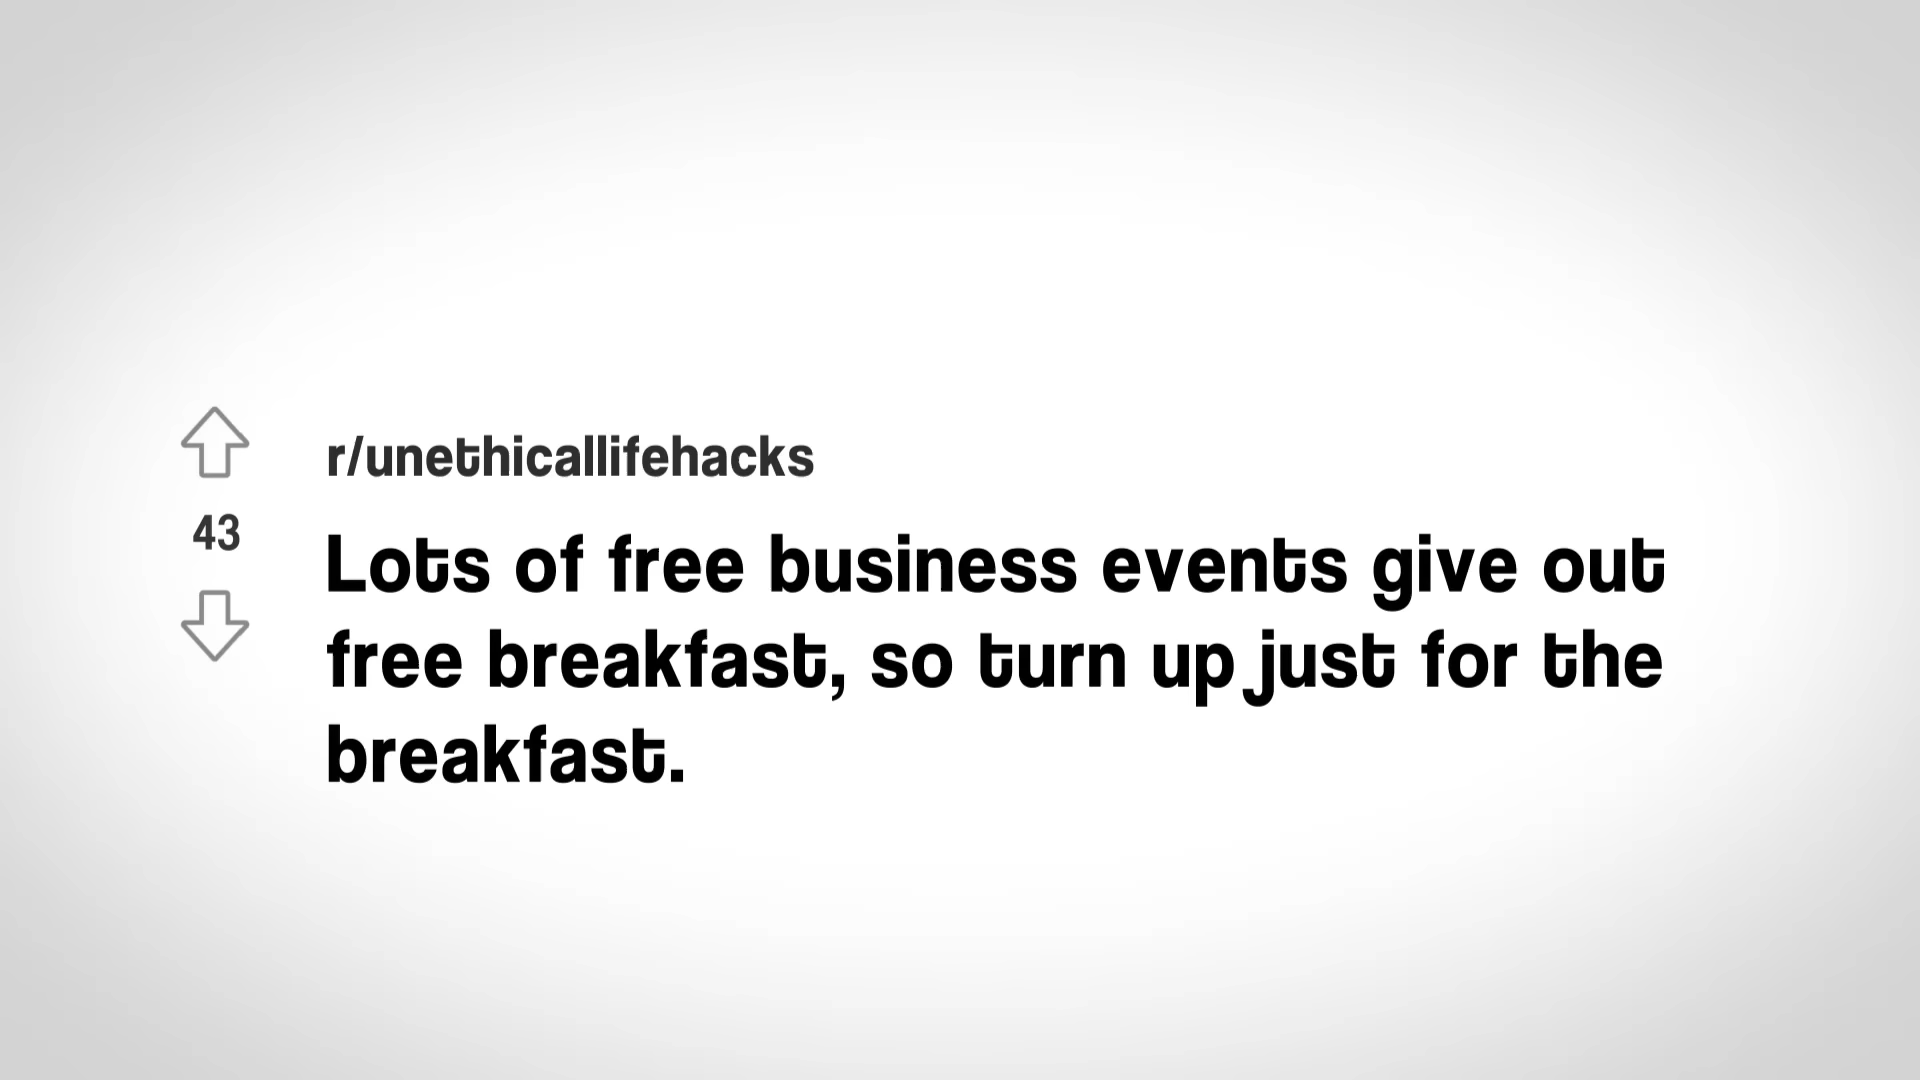 r/unethicallifehacks
43
Lots of free business events give out
free breakfast, so turn up just for the
breakfast.